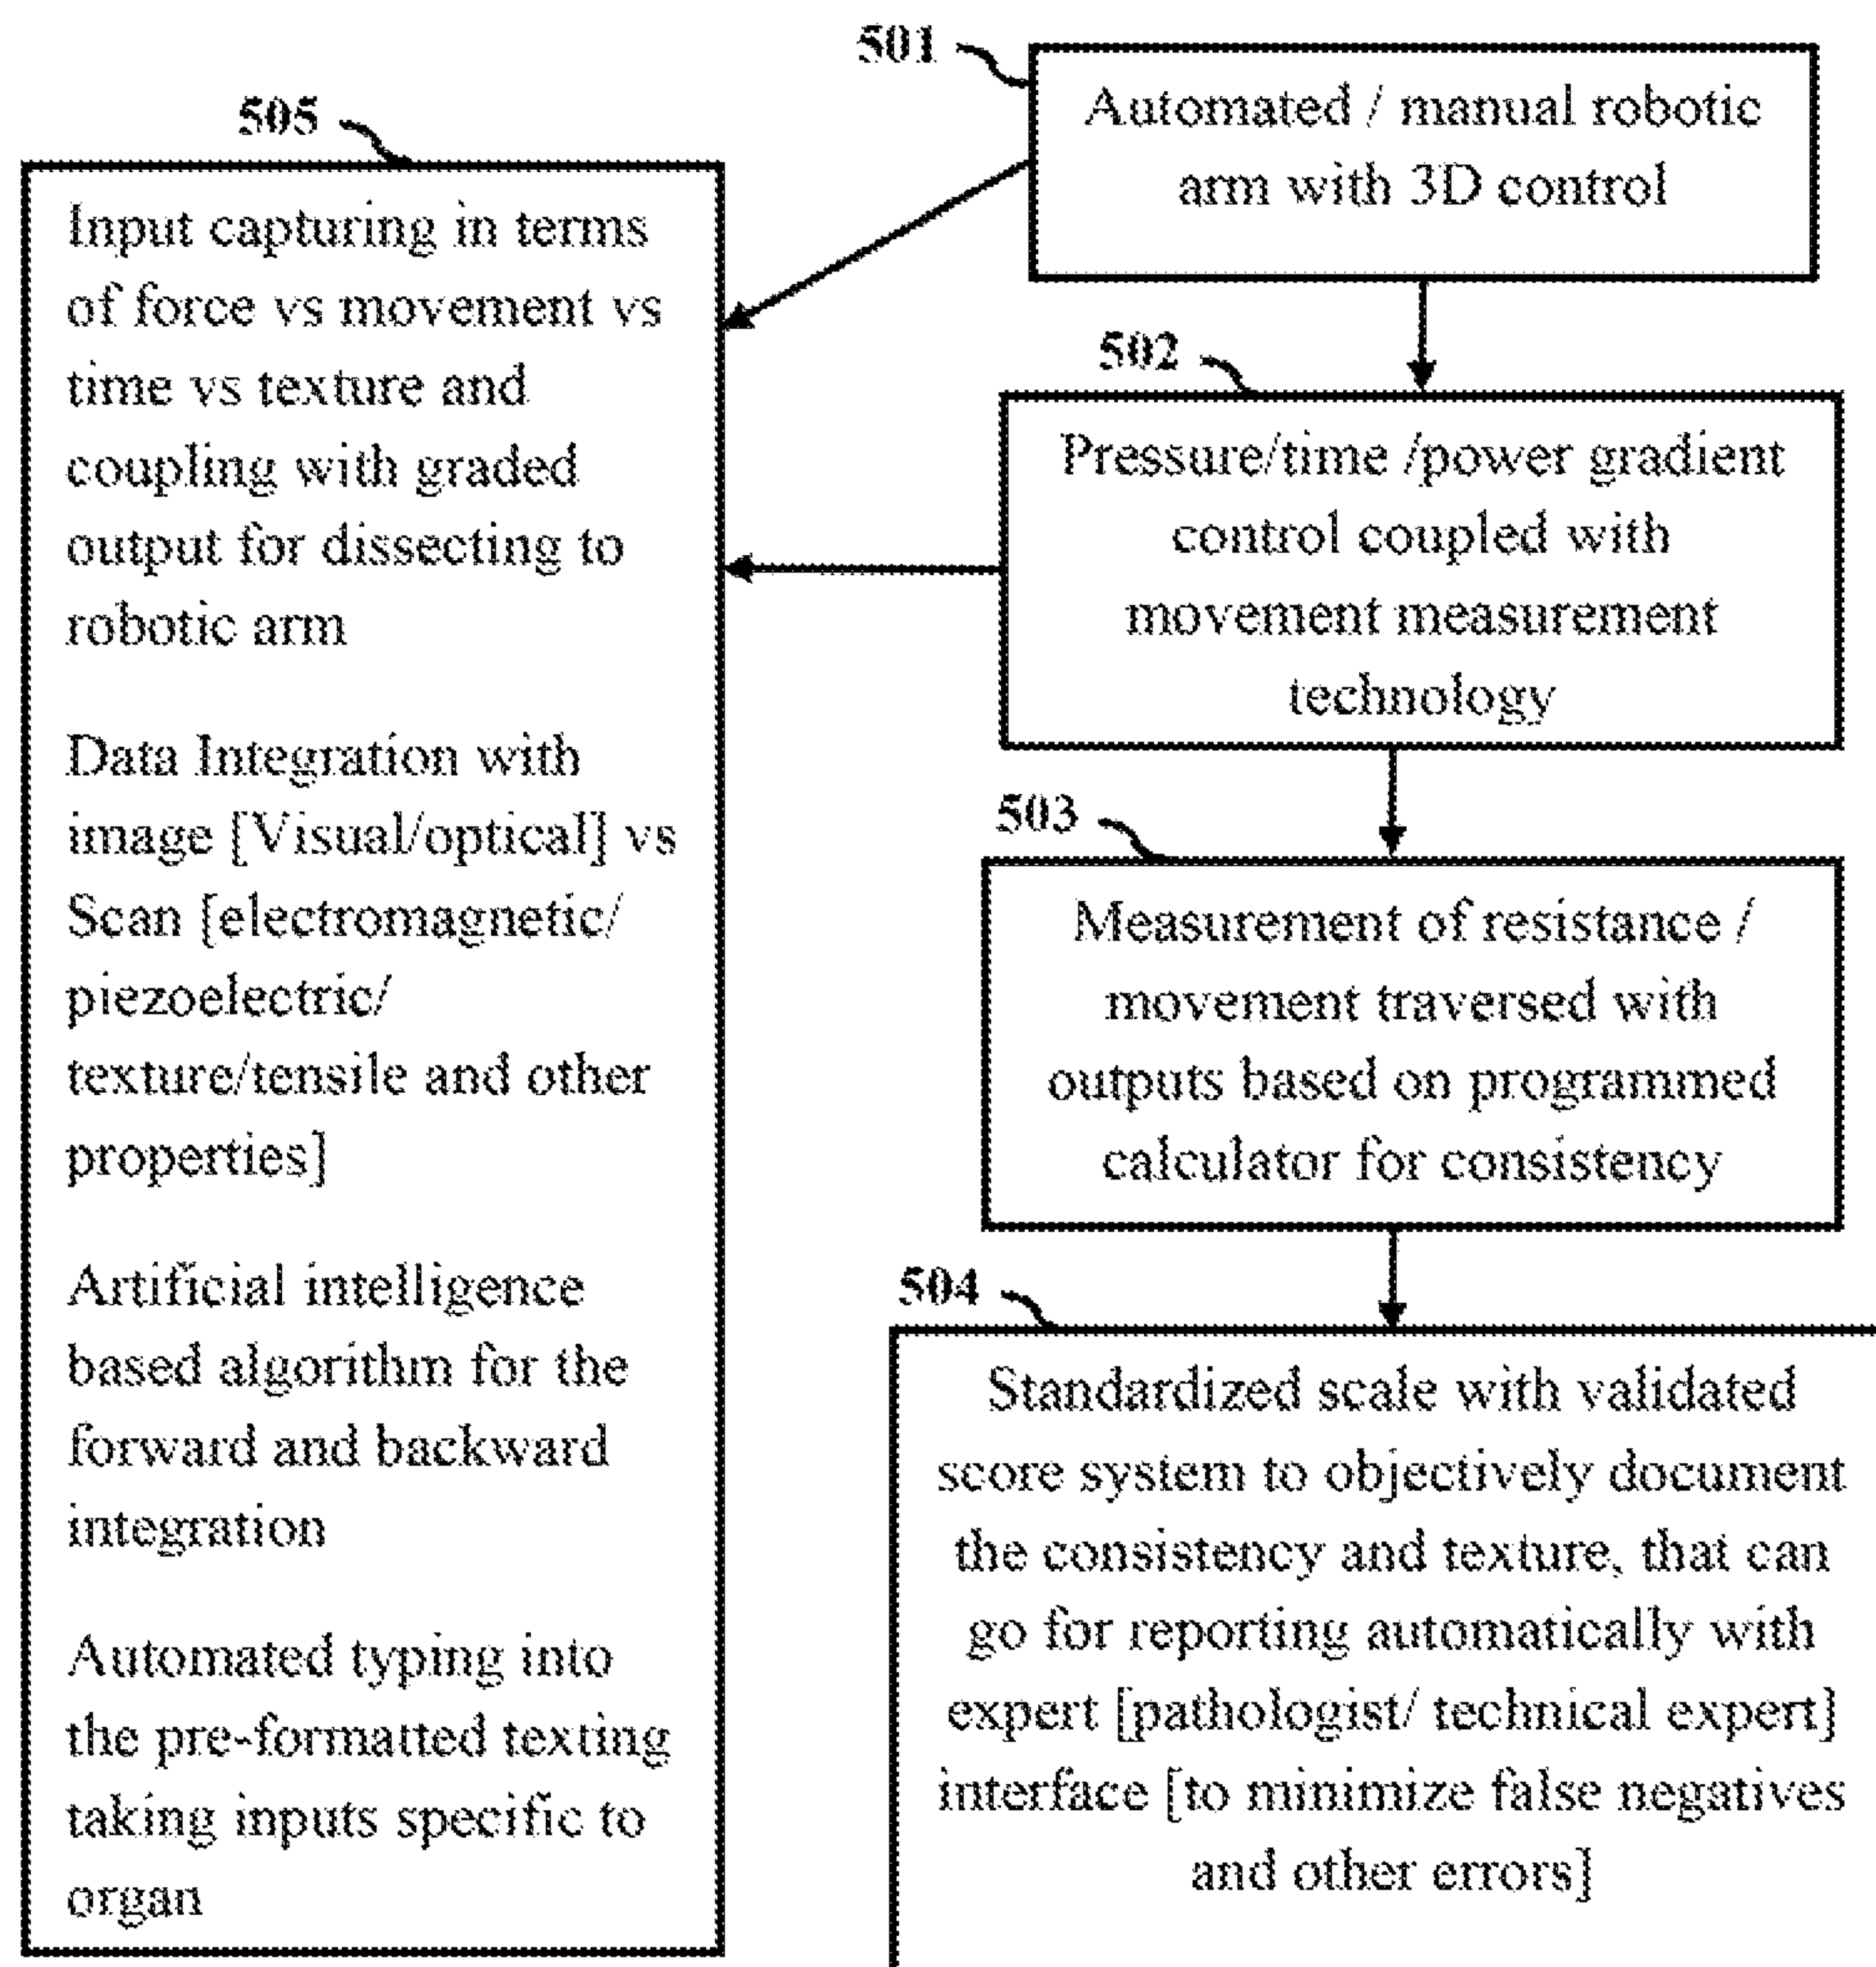 501
Automated / manual robotic
arm with 3D control
505
Input capturing in terms
of force vs movement vs
time vs texture and
coupling with graded
output for dissecting to
robotic arm
Data Integration with
image [Visual/optical] vs
Scan [electromagnetic/
piezoelectric/
texture/tensile and other
properties]
Artificial intelligence
based algorithm for the
forward and backward
integration
Automated typing into
the pre-formatted texting
taking inputs specific to
organ
502
Pressure/time /power gradient
control coupled with
movement measurement
technology
503
Measurement of resistance /
movement traversed with
outputs based on programmed
calculator for consistency
504
Standardized scale with validated
score system to objectively document
the consistency and texture, that can
go for reporting automatically with
expert [pathologist/ technical expert]
interface [to minimize false negatives
and other errors]